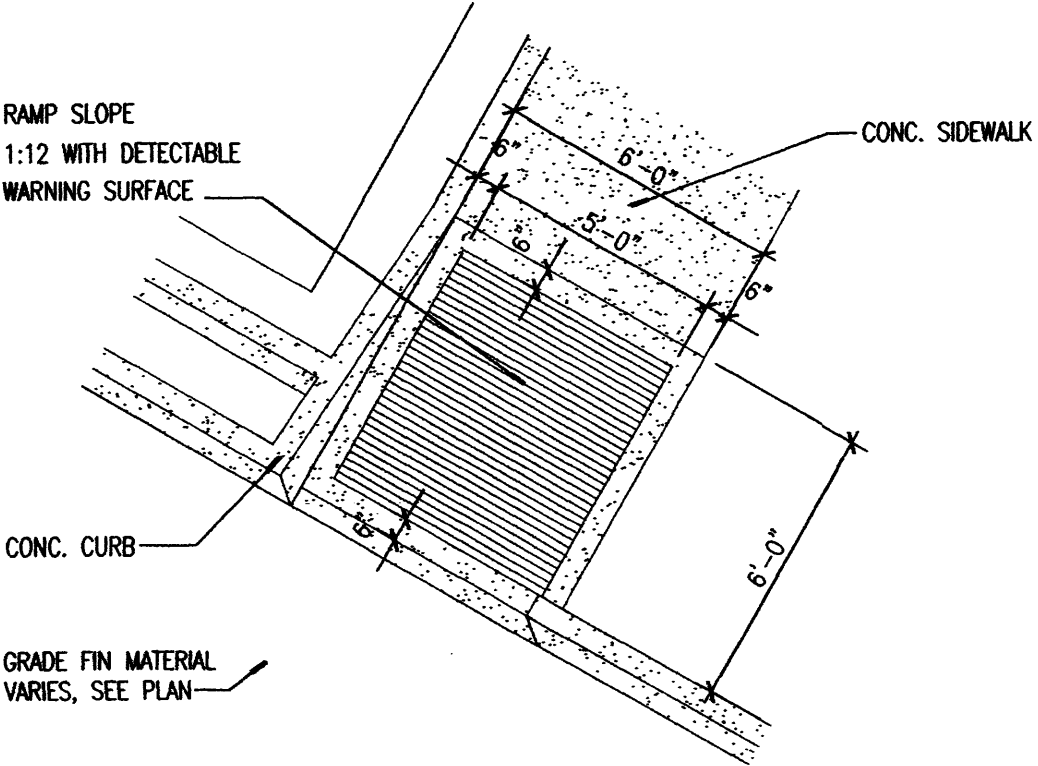 RAMP SLOPE
1:12 WITH DETECTABLE
WARNING SURFACE
CONC. SIDEWALK
6"
6'-0"
5'-0"
6"
6"
6"
6'-0"
CONC. CURB
GRADE FIN MATERIAL
VARIES, SEE PLAN